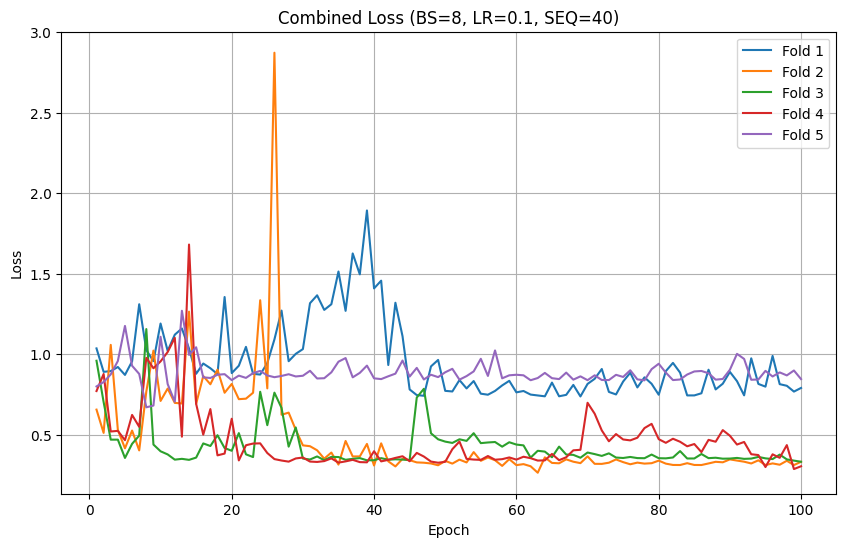 Combined Loss (BS=8, LR=0.1, SEQ=40)
3.0
2.5
2.0
1.5
1.0
0.5
Loss
0
20
40
60
80
100
Epoch
Fold 1
Fold 2
Fold 3
Fold 4
Fold 5